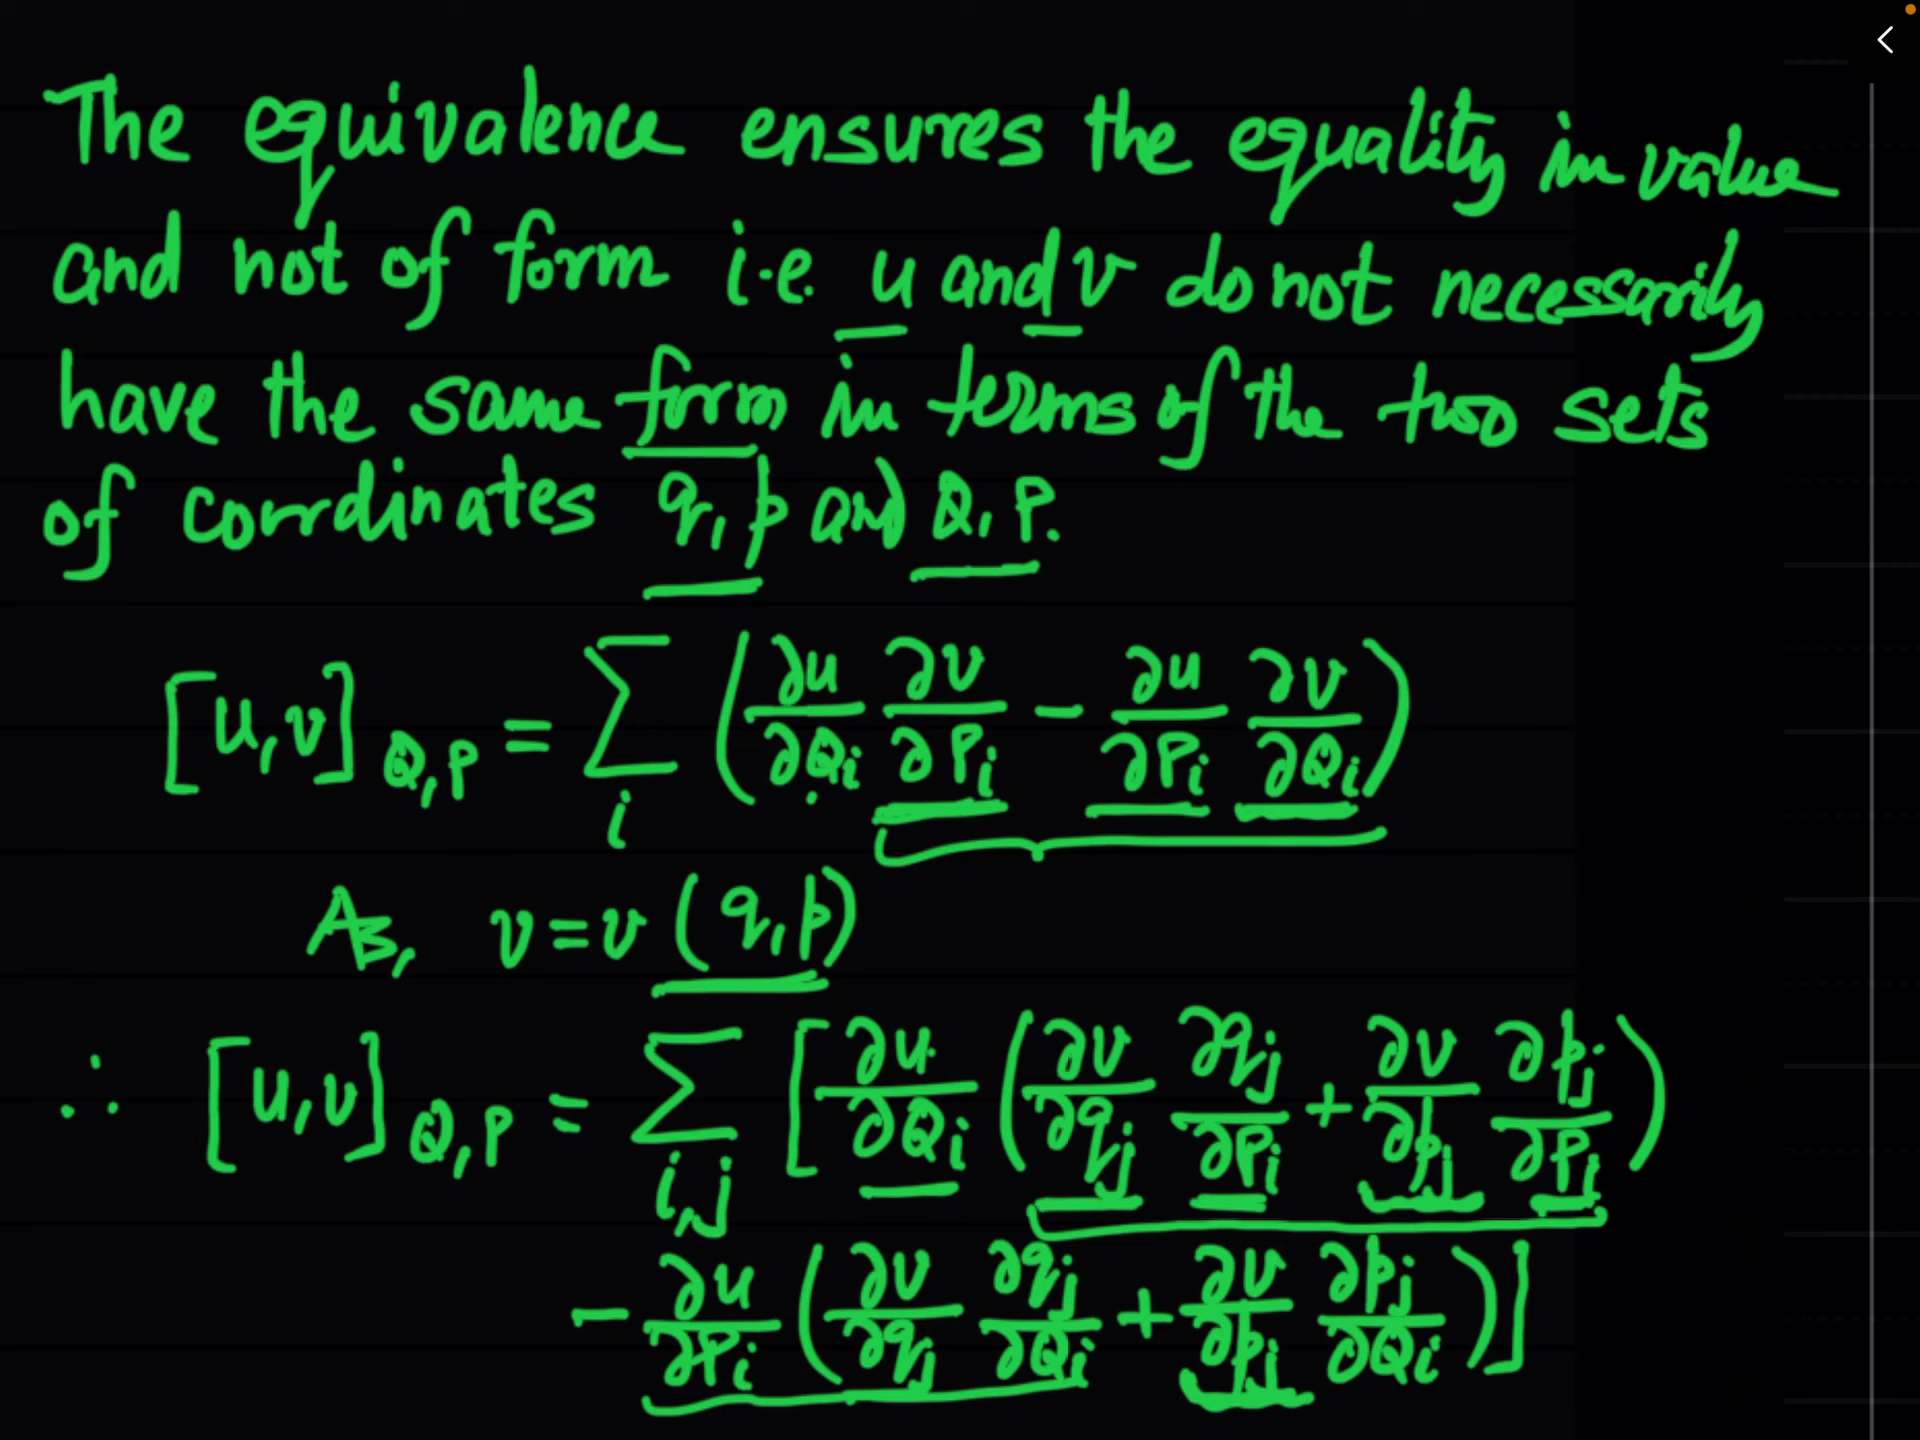 The equivalence ensures the equality in value
and not of form i.e. u and v do not necessarily
have the same form in terms of the two sets
of corrdinates q, p and Q, P.
[u, v]_{Q, P} = ∑_i (∂u/∂Q_i ∂v/∂P_i - ∂u/∂P_i ∂v/∂Q_i)
As, v = v (q, p)
∴ [u, v]_{Q, P} = ∑_{i,j} [∂u/∂Q_i (∂v/∂q_j ∂q_j/∂P_i + ∂v/∂p_j ∂p_j/∂P_i)
- ∂u/∂P_i (∂v/∂q_j ∂q_j/∂Q_i + ∂v/∂p_j ∂p_j/∂Q_i)]